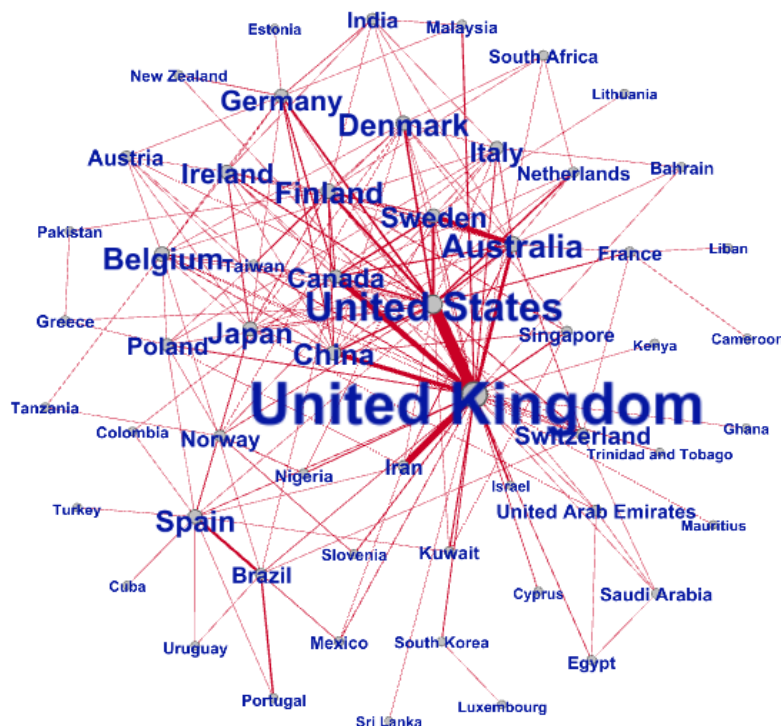 India
Malaysia
Estonia
South Africa
New Zealand
Germany
Lithuania
Denmark
Italy
Austria
Ireland
Finland
Netherlands
Bahrain
Sweden
Pakistan
Belgium
Taiwan
Australia
France
Liban
Canada
United States
Greece
Poland
Japan
China
Singapore
Kenya
Cameroon
United Kingdom
Tanzania
Colombia
Norway
Switzerland
Ghana
Trinidad and Tobago
Iran
Nigeria
Israel
Turkey
Spain
United Arab Emirates
Mauritius
Slovenia
Kuwait
Brazil
Cuba
Cyprus
Saudi Arabia
Uruguay
Mexico
South Korea
Egypt
Portugal
Luxembourg
Sri Lanka